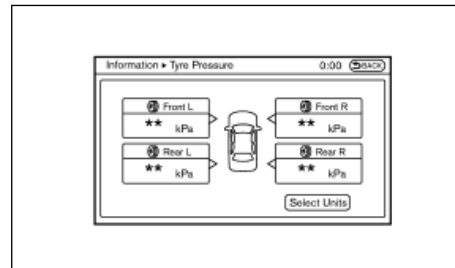 Information ▸ Tyre Pressure 0:00 BACK
Front L Front R
** kPa ** kPa
Rear L Rear R
** kPa ** kPa
Select Units